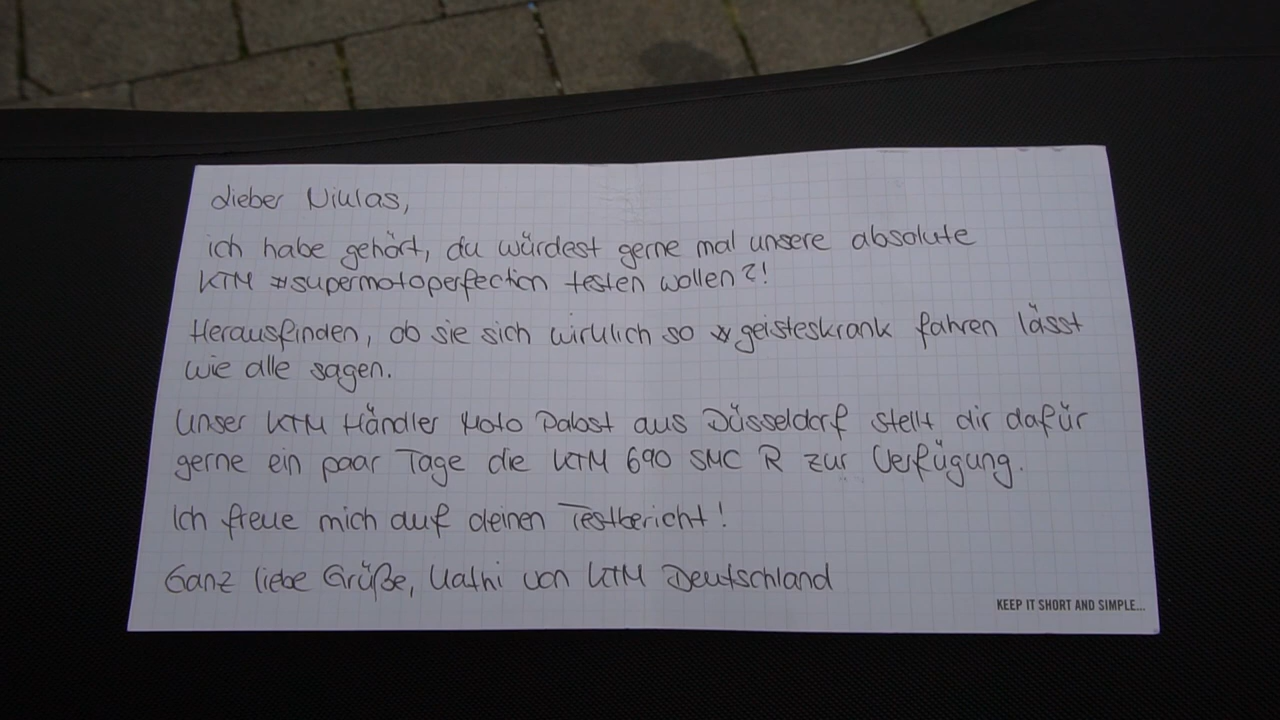 Lieber Niklas,
ich habe gehört, du würdest gerne mal unsere absolute
KTM #supermotoperfection testen wollen?!
Herausfinden, ob sie sich wirklich so #geisteskrank fahren lässt
wie alle sagen.
Unser KTM Händler Moto Pabst aus Düsseldorf stellt dir dafür
gerne ein paar Tage die KTM 690 SMC R zur Verfügung.
Ich freue mich auf deinen Testbericht!
Ganz liebe Grüße, Kathi von KTM Deutschland
KEEP IT SHORT AND SIMPLE...